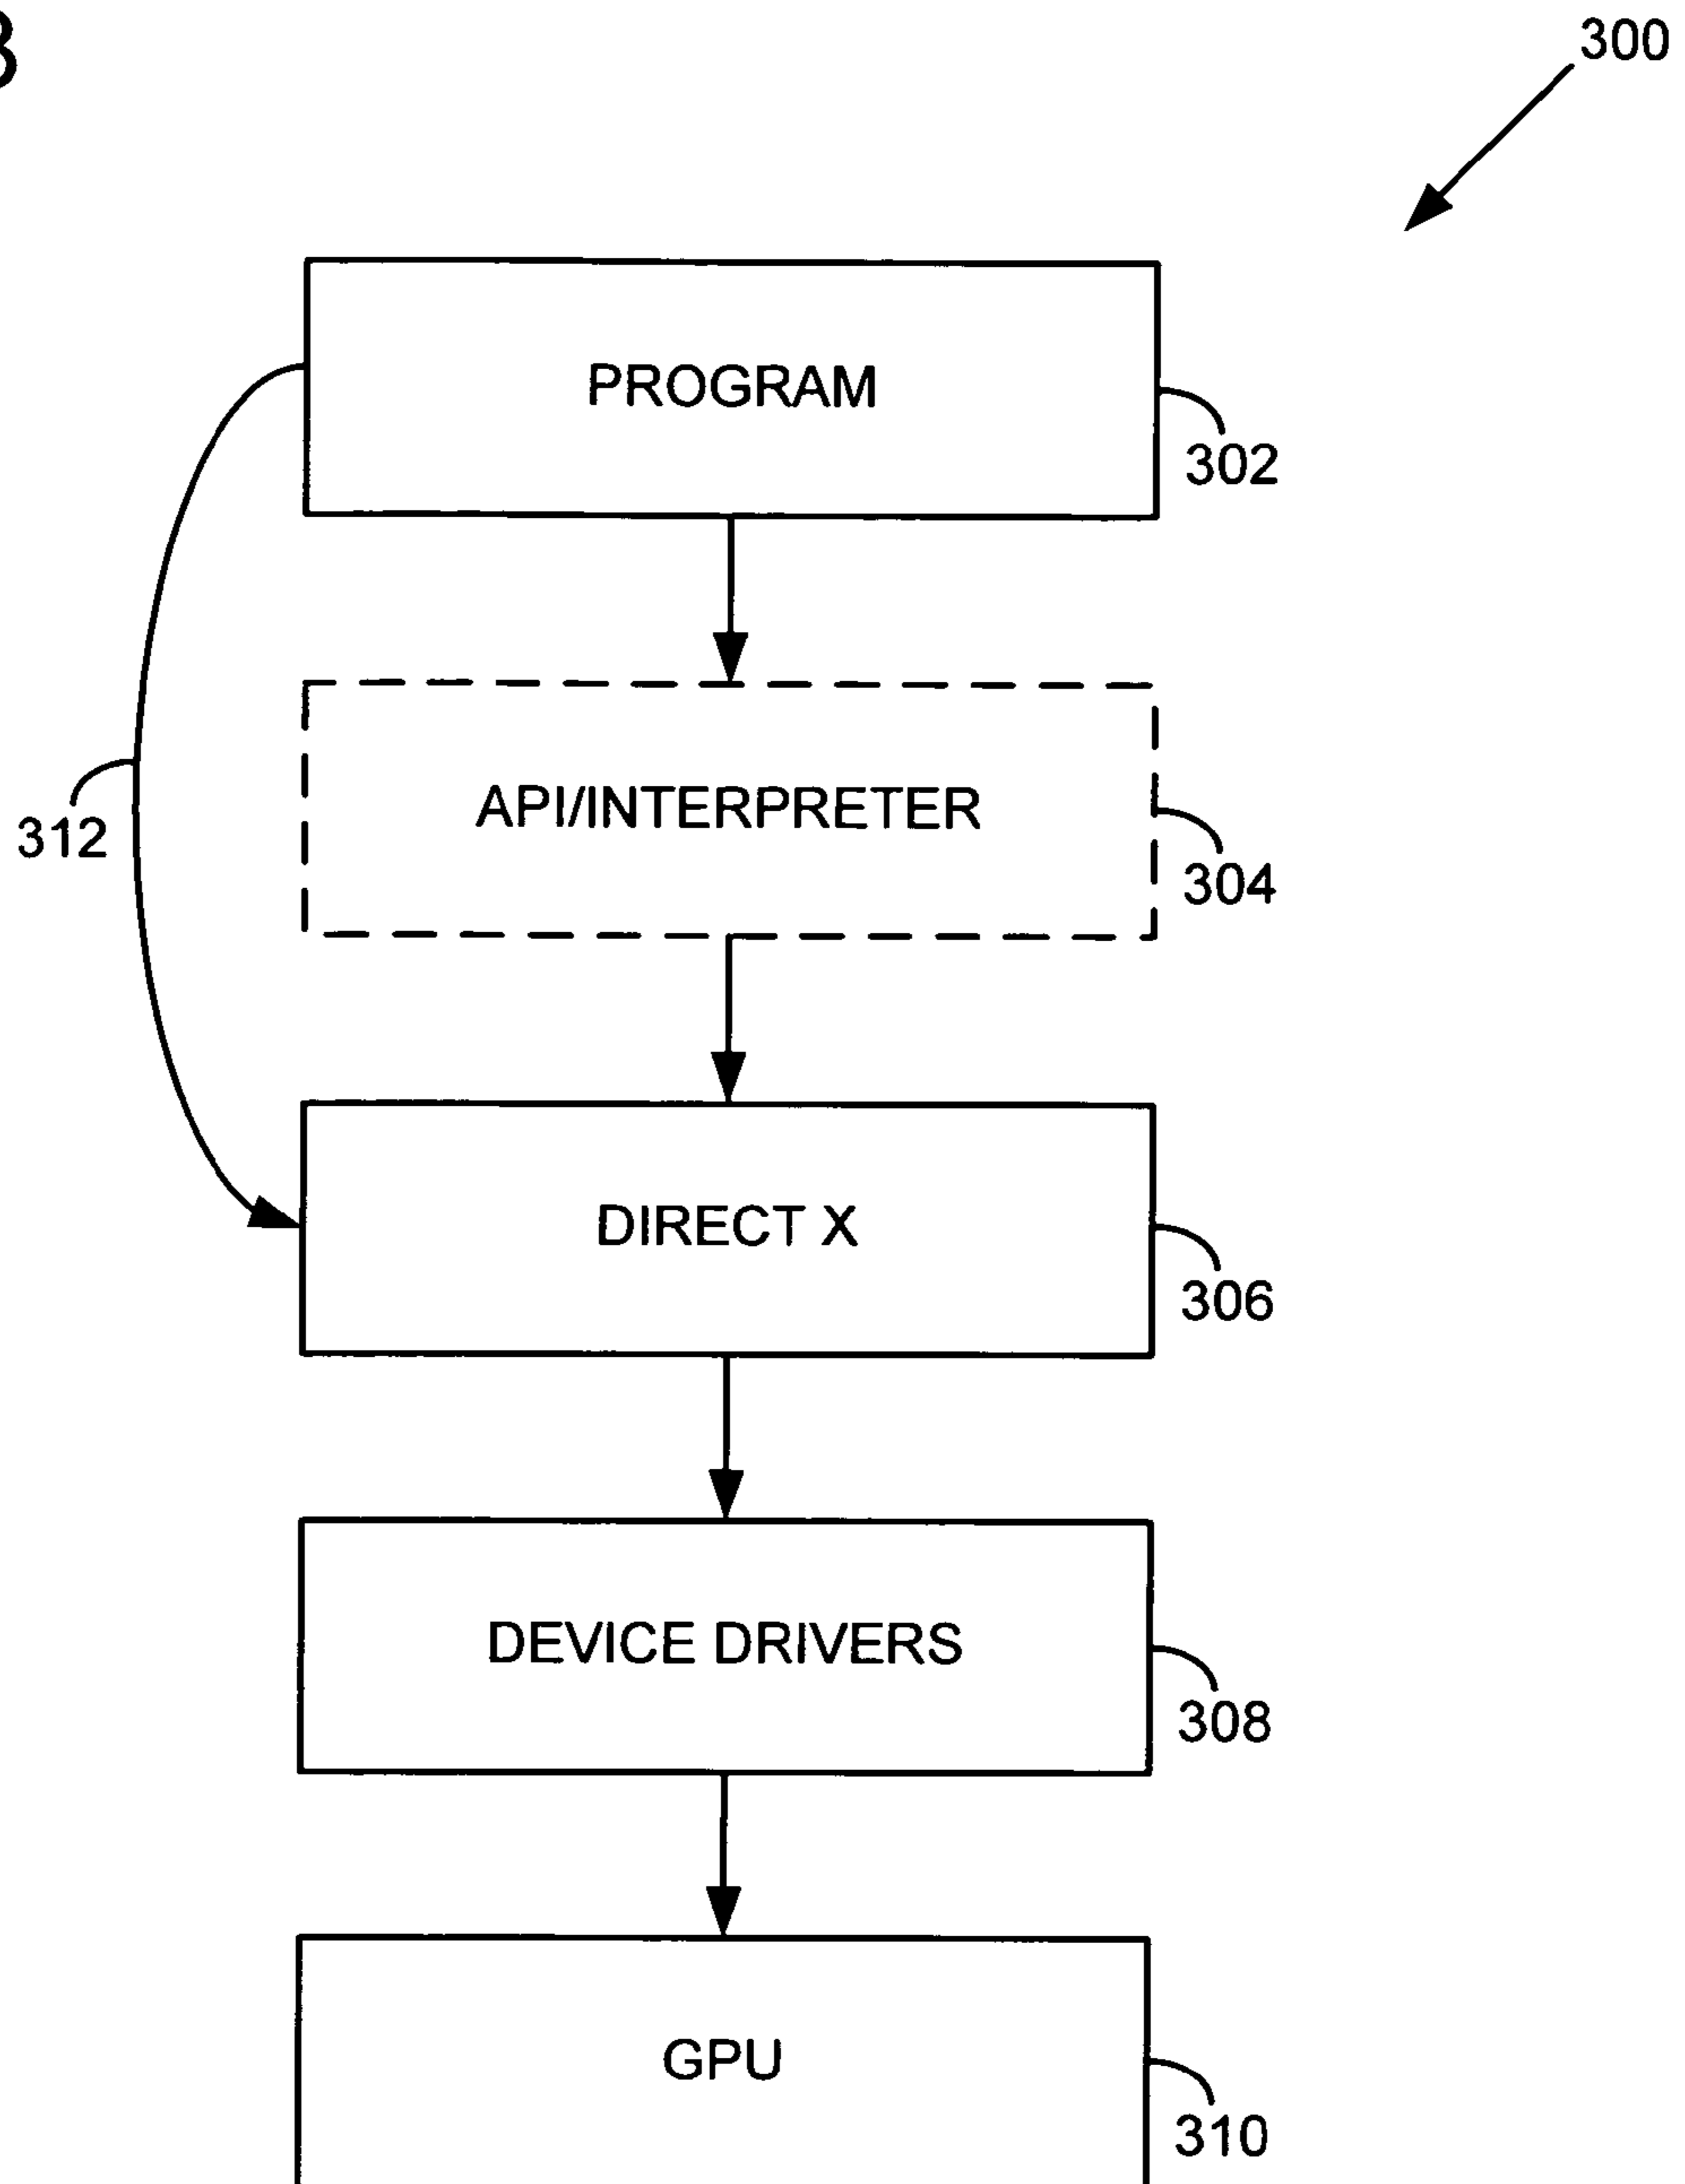 300
PROGRAM
302
API/INTERPRETER
312
304
DIRECT X
306
DEVICE DRIVERS
308
GPU
310